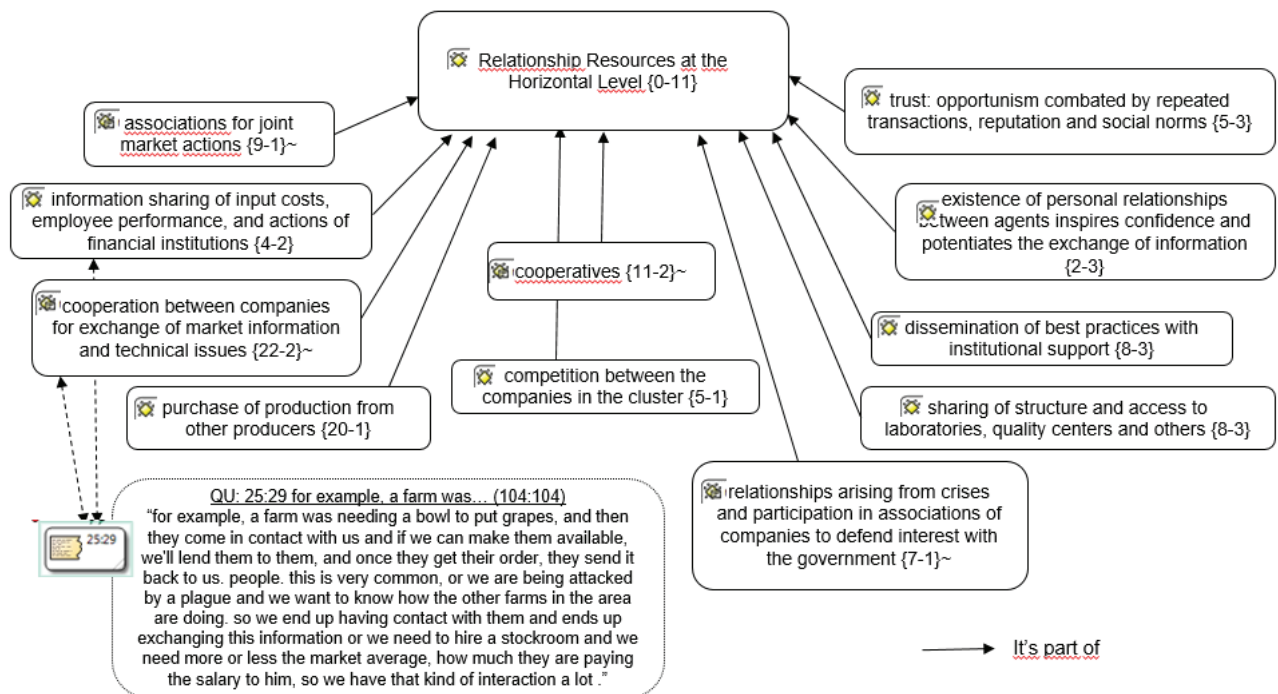 Relationship Resources at the
Horizontal Level {0-11}
associations for joint
market actions {9-1}~
information sharing of input costs,
employee performance, and actions of
financial institutions {4-2}
cooperation between companies
for exchange of market information
and technical issues {22-2}~
purchase of production from
other producers {20-1}
cooperatives {11-2}~
competition between the
companies in the cluster {5-1}
trust: opportunism combated by repeated
transactions, reputation and social norms {5-3}
existence of personal relationships
between agents inspires confidence and
potentiates the exchange of information
{2-3}
dissemination of best practices with
institutional support {8-3}
sharing of structure and access to
laboratories, quality centers and others {8-3}
relationships arising from crises
and participation in associations of
companies to defend interest with
the government {7-1}~
25:29
QU: 25:29 for example, a farm was... (104:104)
“for example, a farm was needing a bowl to put grapes, and then
they come in contact with us and if we can make them available,
we’ll lend them to them, and once they get their order, they send it
back to us. people. this is very common, or we are being attacked
by a plague and we want to know how the other farms in the area
are doing. so we end up having contact with them and ends up
exchanging this information or we need to hire a stockroom and we
need more or less the market average, how much they are paying
the salary to him, so we have that kind of interaction a lot .”
It’s part of